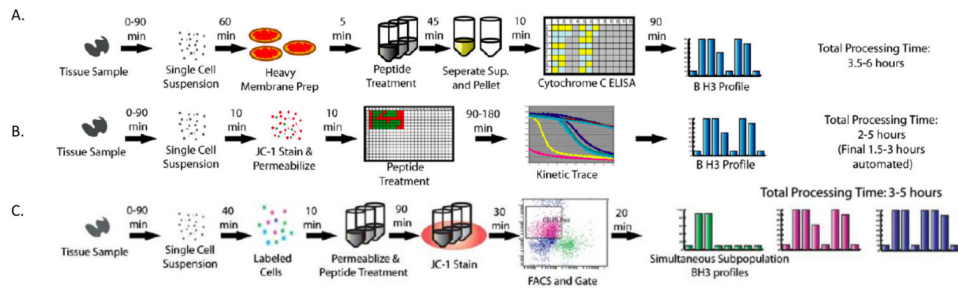 A.
0-90
min
60
min
5
min
45
min
10
min
90
min
Tissue Sample
Single Cell
Suspension
Heavy
Membrane Prep
Peptide
Treatment
Seperate Sup.
and Pellet
Cytochrome C ELISA
B H3 Profile
Total Processing Time:
3.5-6 hours
B.
0-90
min
10
min
10
min
90-180
min
Tissue Sample
Single Cell
Suspension
JC-1 Stain &
Permeabilize
Peptide
Treatment
Kinetic Trace
B H3 Profile
Total Processing Time:
2-5 hours
(Final 1.5-3 hours
automated)
C.
Total Processing Time: 3-5 hours
0-90
min
40
min
10
min
90
min
30
min
20
min
Tissue Sample
Single Cell
Suspension
Labeled
Cells
Permeablize &
Peptide Treatment
JC-1 Stain
FACS and Gate
Simultaneous Subpopulation
BH3 profiles